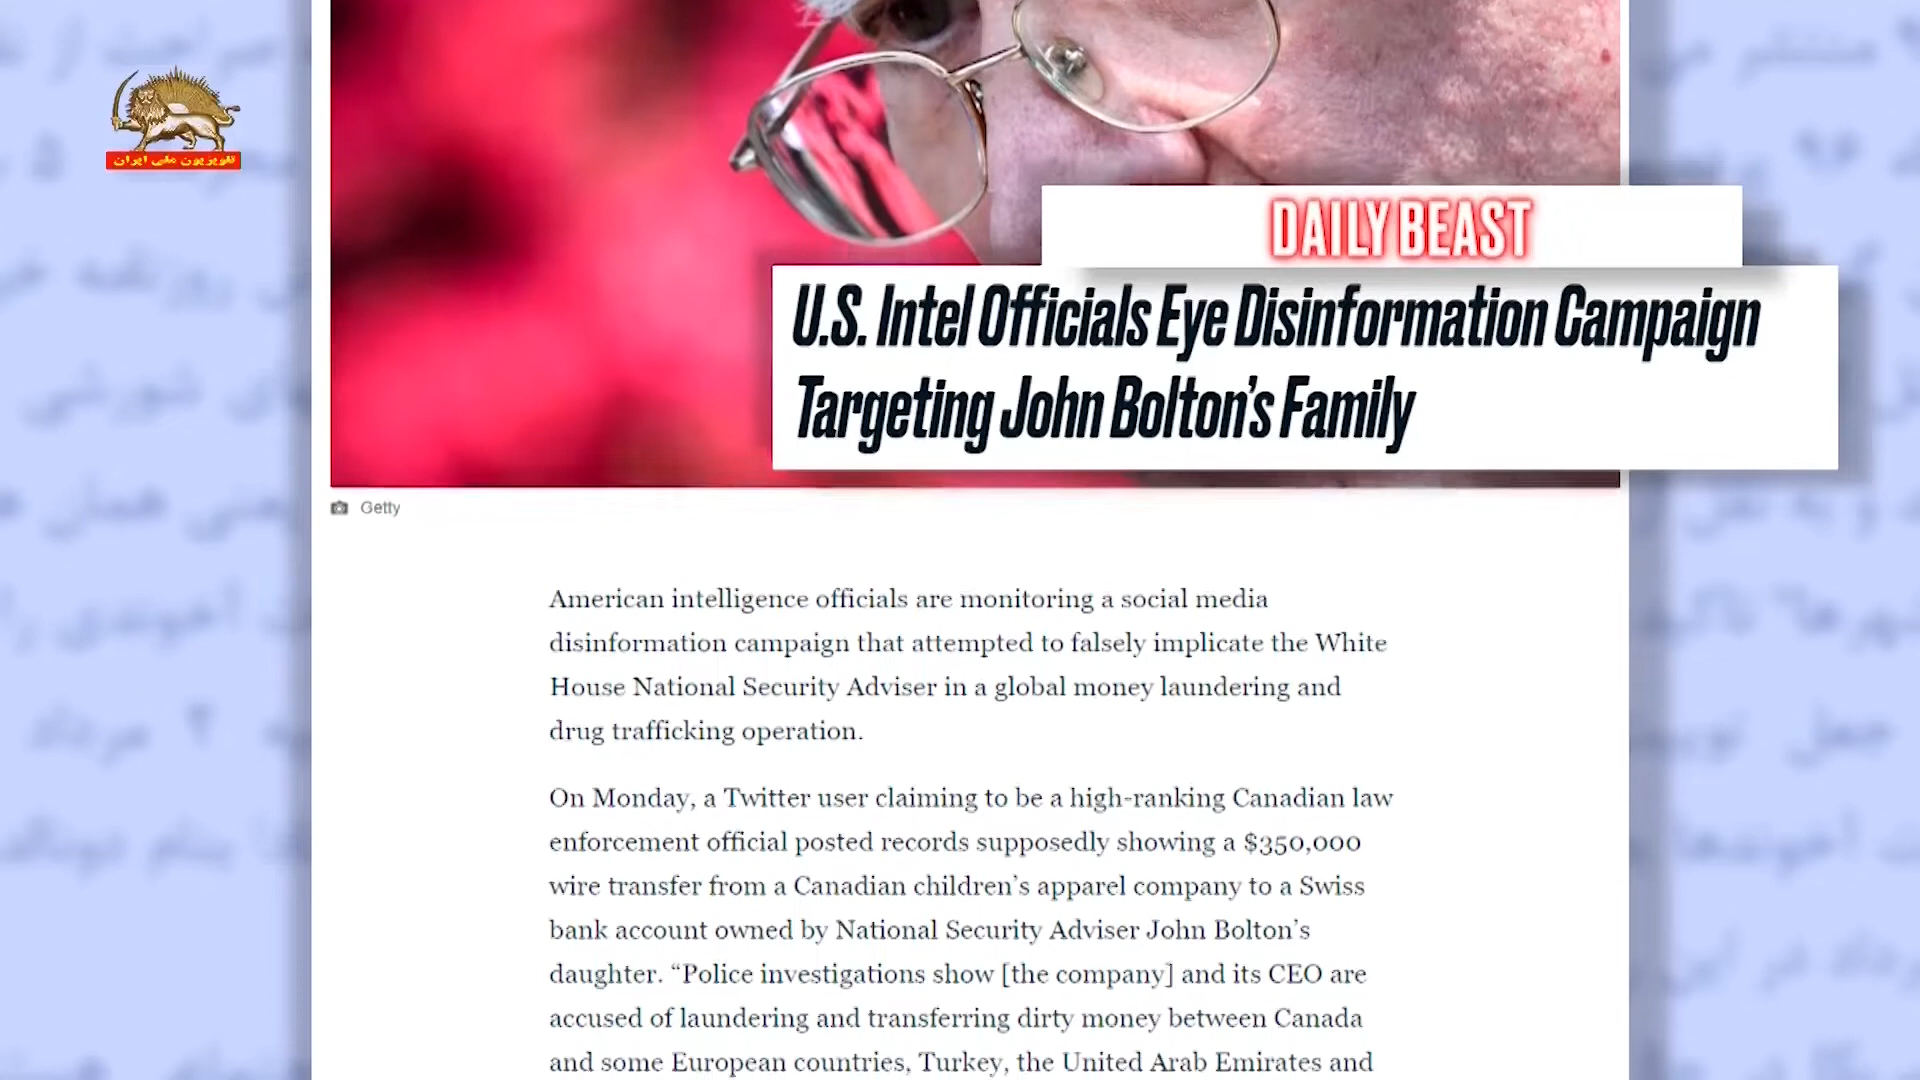 تلویزیون ملی ایران
DAILY BEAST
U.S. Intel Officials Eye Disinformation Campaign
Targeting John Bolton's Family
Getty
American intelligence officials are monitoring a social media
disinformation campaign that attempted to falsely implicate the White
House National Security Adviser in a global money laundering and
drug trafficking operation.
On Monday, a Twitter user claiming to be a high-ranking Canadian law
enforcement official posted records supposedly showing a $350,000
wire transfer from a Canadian children's apparel company to a Swiss
bank account owned by National Security Adviser John Bolton's
daughter. “Police investigations show [the company] and its CEO are
accused of laundering and transferring dirty money between Canada
and some European countries, Turkey, the United Arab Emirates and